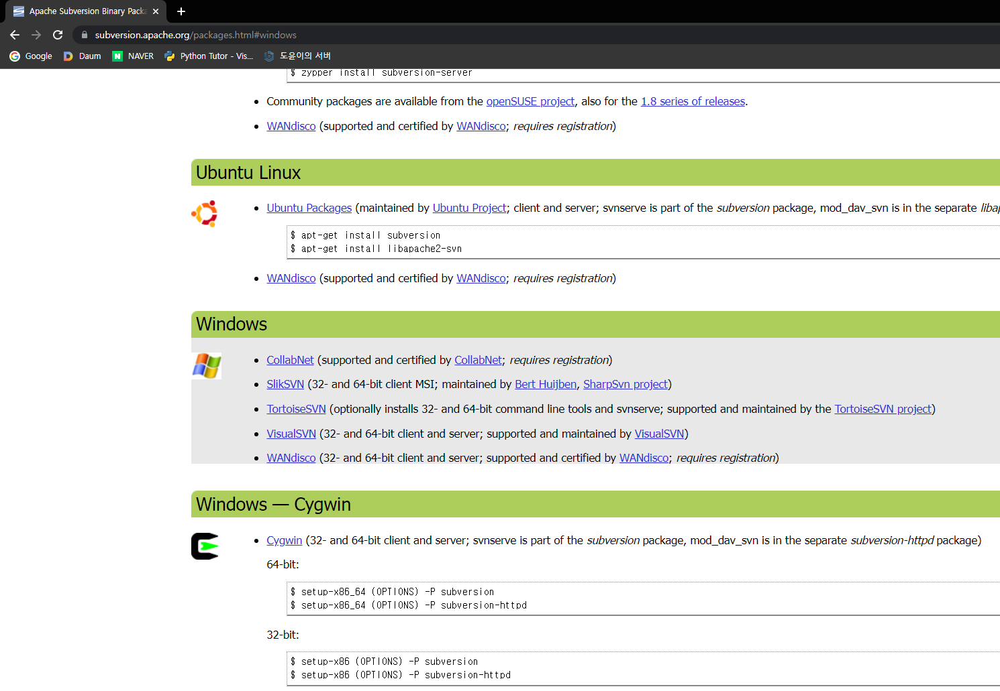 Apache Subversion Binary Packa
subversion.apache.org/packages.html#windows
Google Daum NAVER Python Tutor - Vis... 도윤이의 서버
$ zypper install subversion-server
• Community packages are available from the openSUSE project, also for the 1.8 series of releases.
• WANdisco (supported and certified by WANdisco; requires registration)
Ubuntu Linux
• Ubuntu Packages (maintained by Ubuntu Project; client and server; svnserve is part of the subversion package, mod_dav_svn is in the separate libap
$ apt-get install subversion
$ apt-get install libapache2-svn
• WANdisco (supported and certified by WANdisco; requires registration)
Windows
• CollabNet (supported and certified by CollabNet; requires registration)
• SlikSVN (32- and 64-bit client MSI; maintained by Bert Huijben, SharpSvn project)
• TortoiseSVN (optionally installs 32- and 64-bit command line tools and svnserve; supported and maintained by the TortoiseSVN project)
• VisualSVN (32- and 64-bit client and server; supported and maintained by VisualSVN)
• WANdisco (32- and 64-bit client and server; supported and certified by WANdisco; requires registration)
Windows — Cygwin
• Cygwin (32- and 64-bit client and server; svnserve is part of the subversion package, mod_dav_svn is in the separate subversion-httpd package)
64-bit:
$ setup-x86_64 (OPTIONS) -P subversion
$ setup-x86_64 (OPTIONS) -P subversion-httpd
32-bit:
$ setup-x86 (OPTIONS) -P subversion
$ setup-x86 (OPTIONS) -P subversion-httpd